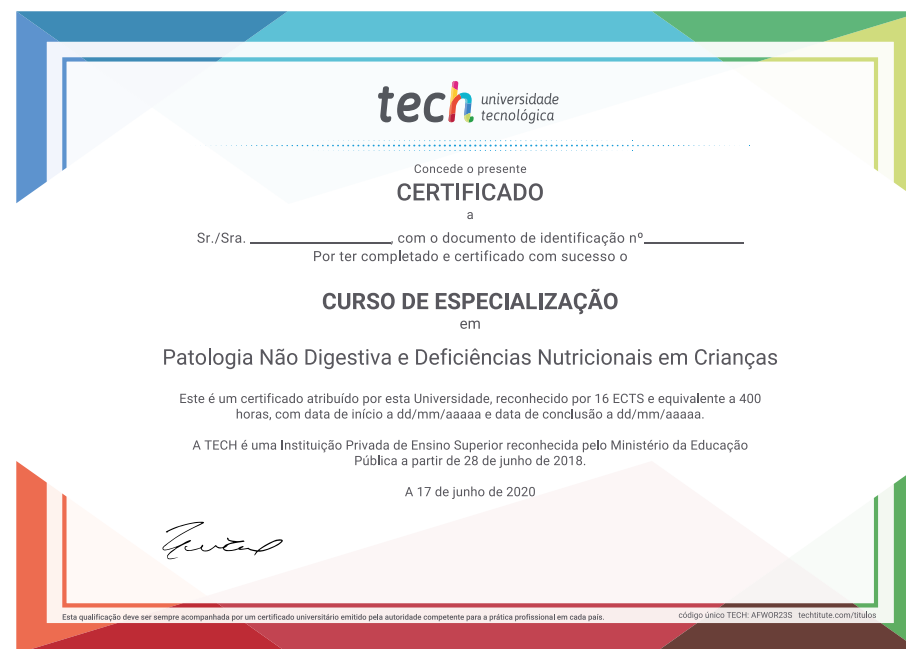 tech universidade
tecnológica
Concede o presente
CERTIFICADO
a
Sr./Sra. ________________, com o documento de identificação nº____________
Por ter completado e certificado com sucesso o
CURSO DE ESPECIALIZAÇÃO
em
Patologia Não Digestiva e Deficiências Nutricionais em Crianças
Este é um certificado atribuído por esta Universidade, reconhecido por 16 ECTS e equivalente a 400
horas, com data de início a dd/mm/aaaaa e data de conclusão a dd/mm/aaaaa.
A TECH é uma Instituição Privada de Ensino Superior reconhecida pelo Ministério da Educação
Pública a partir de 28 de junho de 2018.
A 17 de junho de 2020
Esta qualificação deve ser sempre acompanhada por um certificado universitário emitido pela autoridade competente para a prática profissional em cada país.
código único TECH: AFWOR23S techtitute.com/titulos